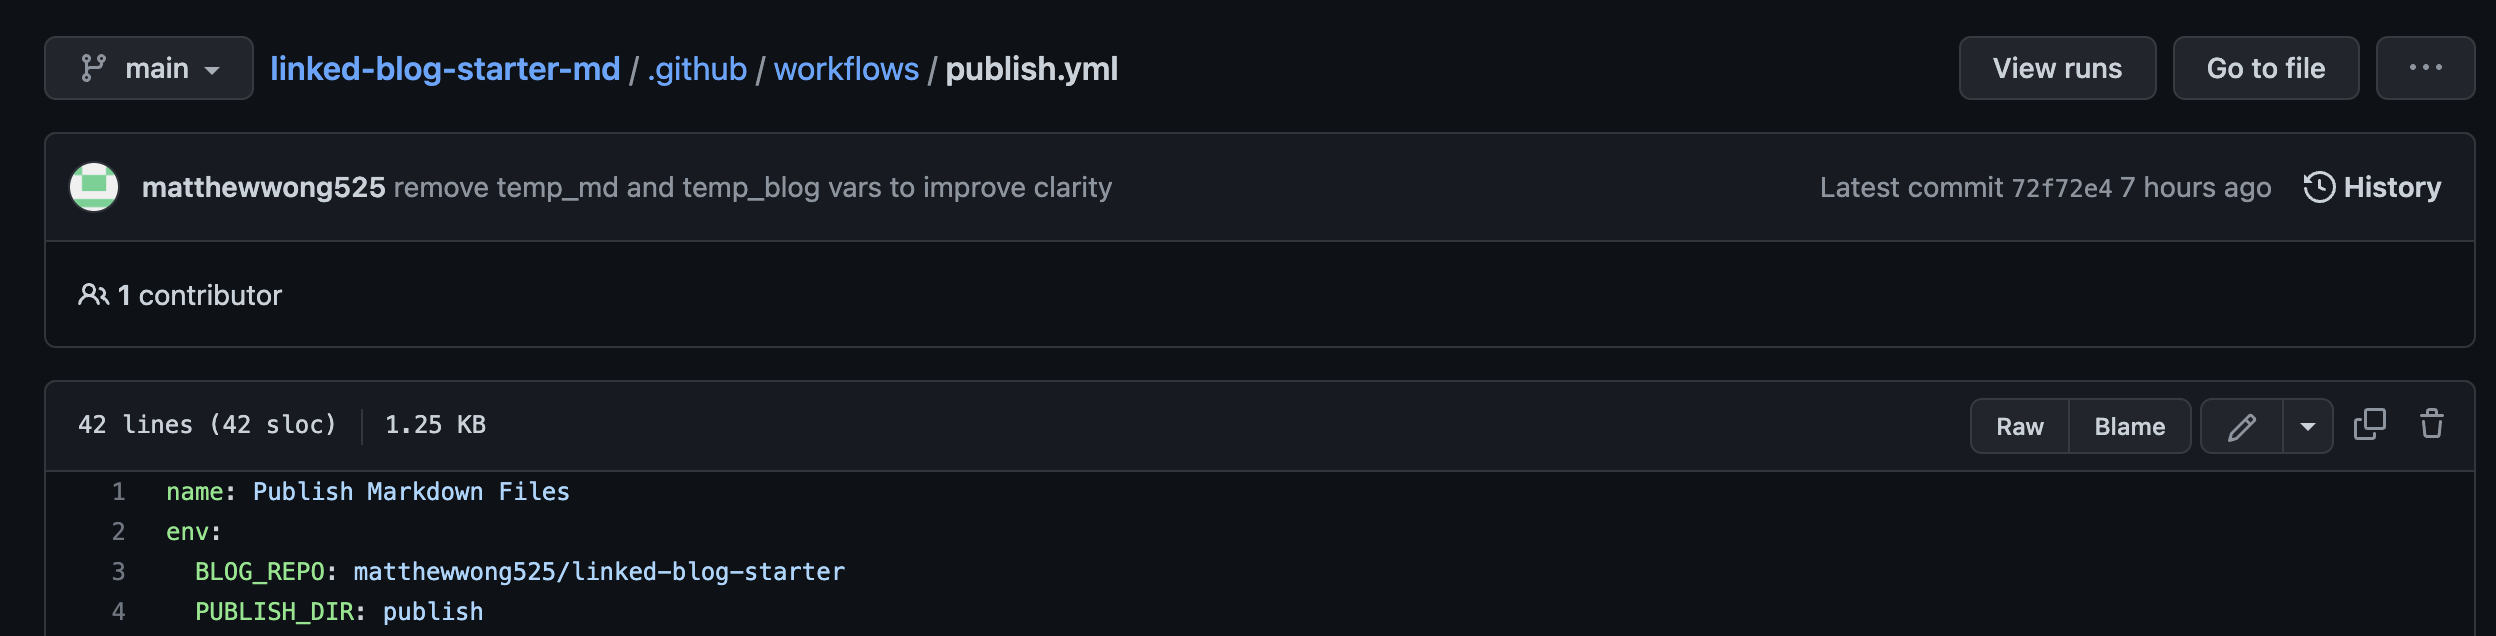 main linked-blog-starter-md / .github / workflows / publish.yml View runs Go to file ...
matthewwong525 remove temp_md and temp_blog vars to improve clarity Latest commit 72f72e4 7 hours ago History
1 contributor
42 lines (42 sloc) 1.25 KB Raw Blame
1 name: Publish Markdown Files
2 env:
3 BLOG_REPO: matthewwong525/linked-blog-starter
4 PUBLISH_DIR: publish